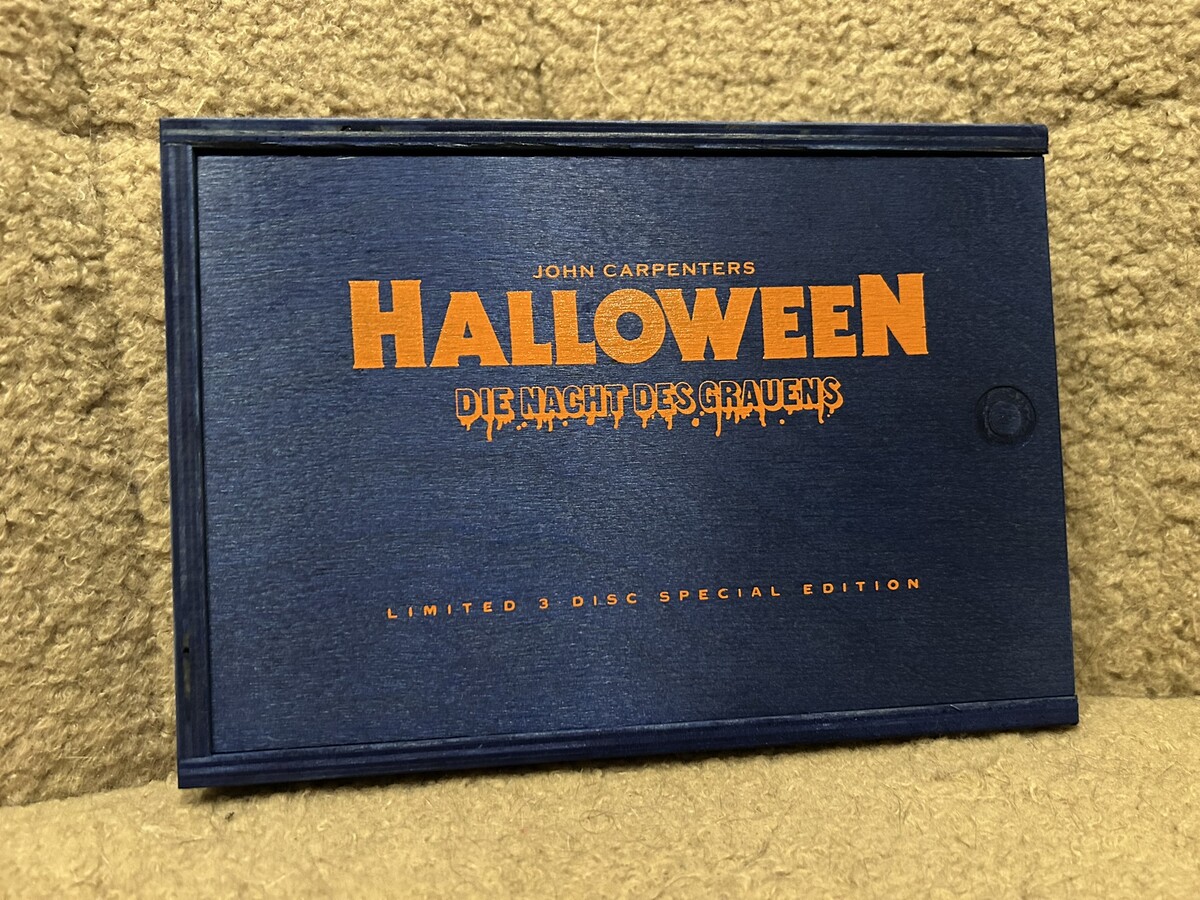 JOHN CARPENTERS
HALLOWEEN
DIE NACHT DES GRAUENS
LIMITED 3 DISC SPECIAL EDITION